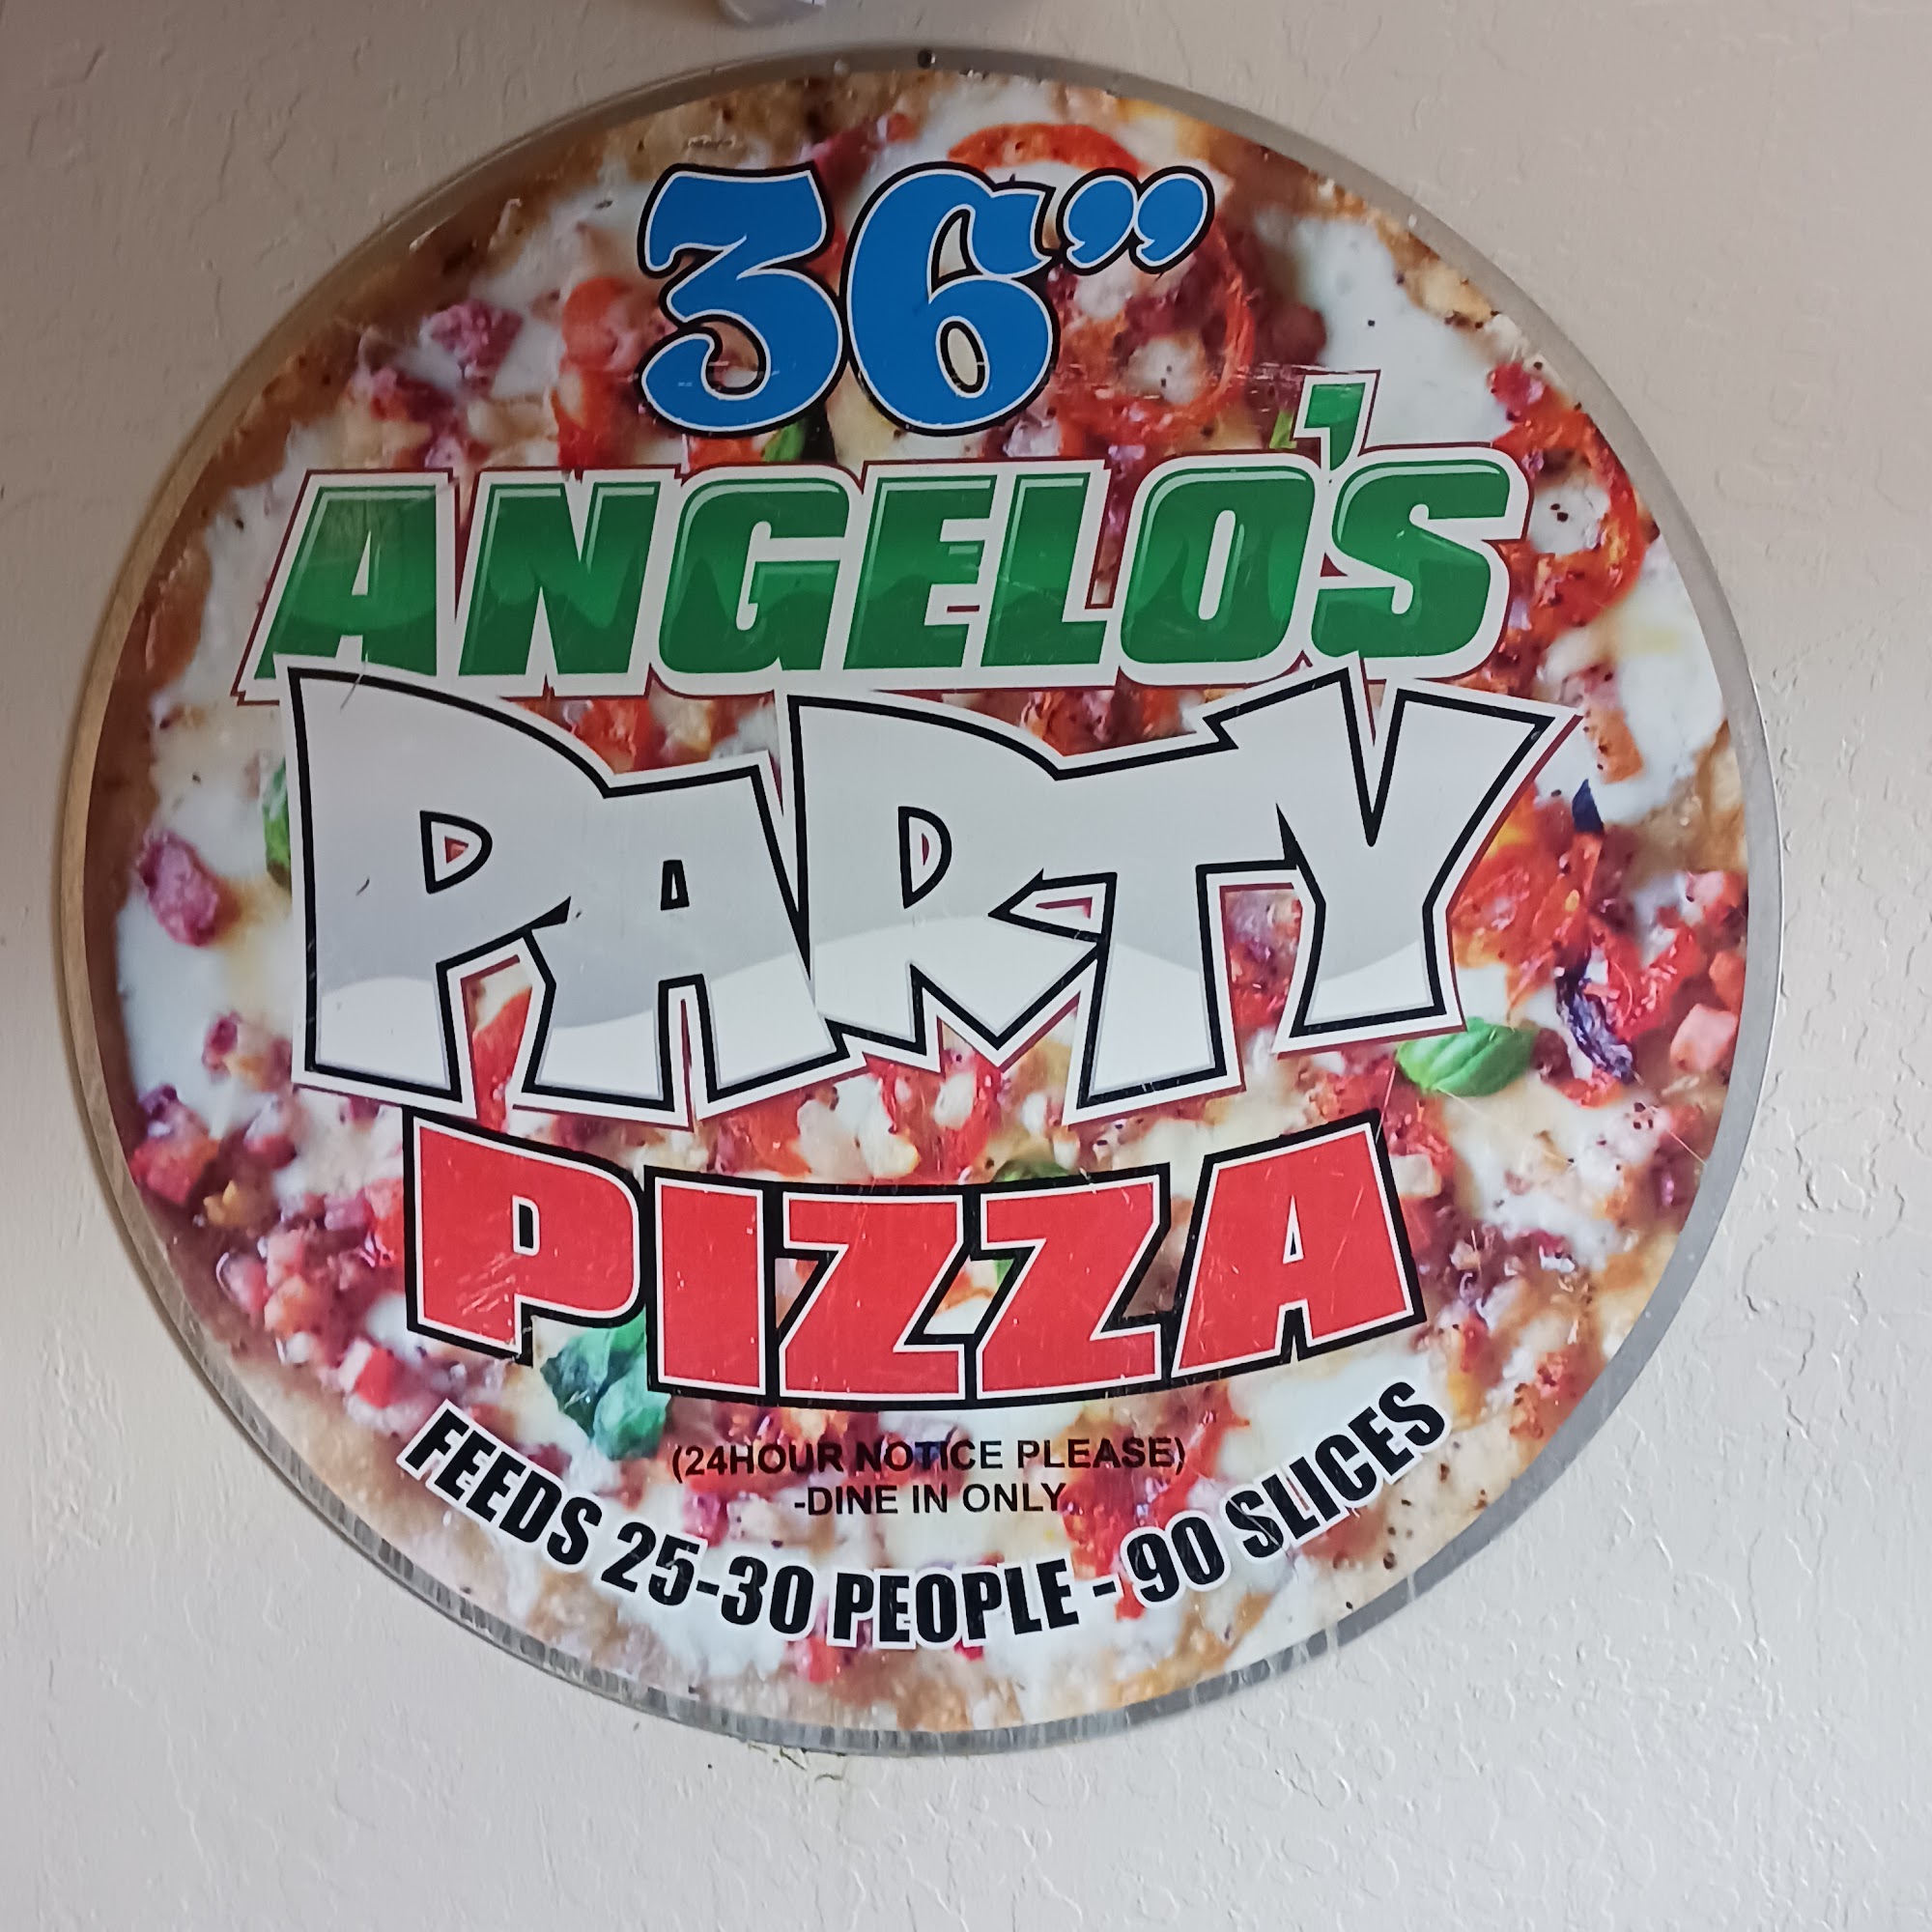 36”
ANGELO'S
PARTY
PIZZA
(24HOUR NOTICE PLEASE)
-DINE IN ONLY
FEEDS 25-30 PEOPLE - 90 SLICES